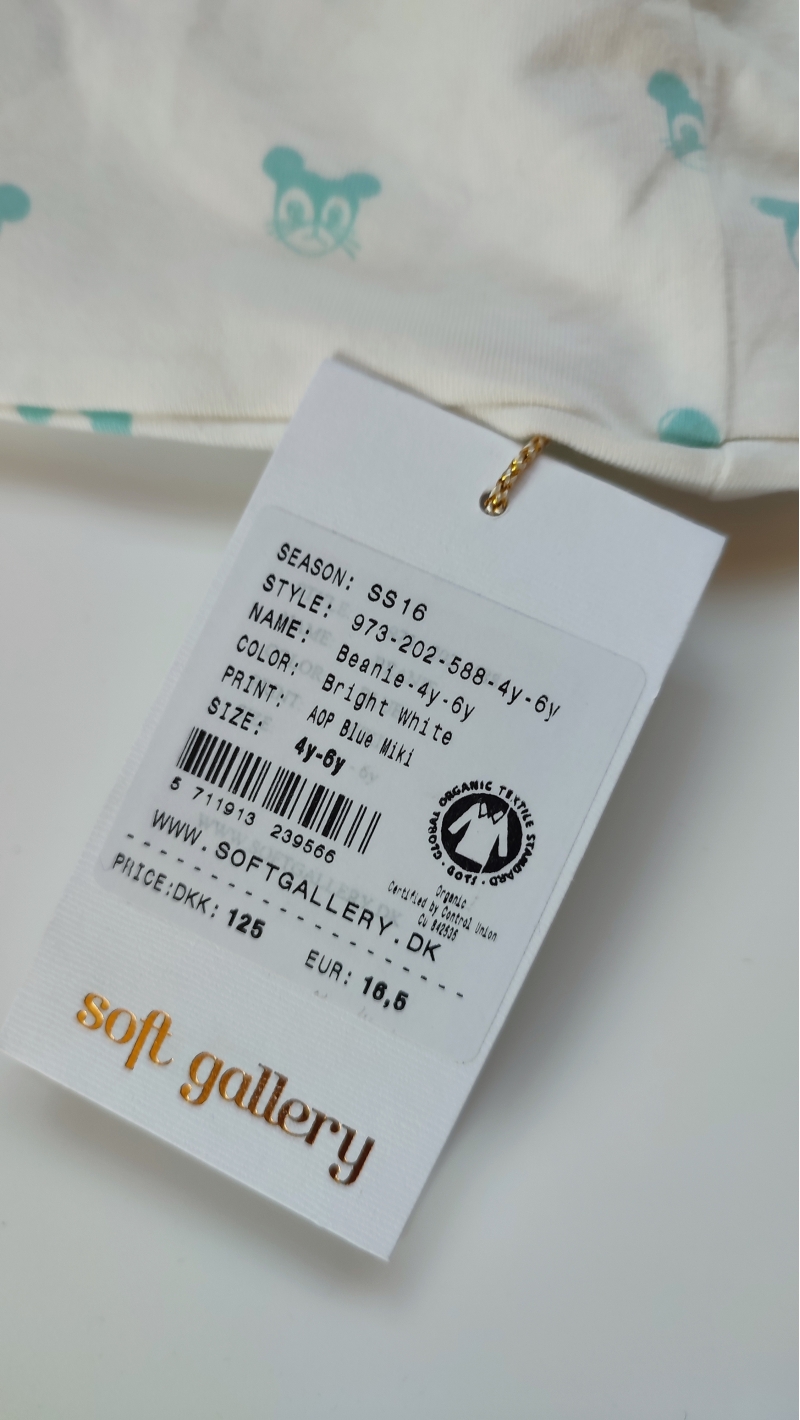 SEASON: SS16
STYLE: 973-202-588-4y-6y
NAME: Beanie-4y-6y
COLOR: Bright White
PRINT: AOP Blue Miki
SIZE: 4y-6y
5 711913 239566
GLOBAL ORGANIC TEXTILE STANDARD · GOTS ·
Organic
Certified by Control Union
CU 842535
WWW.SOFTGALLERY.DK
PRICE:DKK: 125 EUR: 16,5
soft gallery